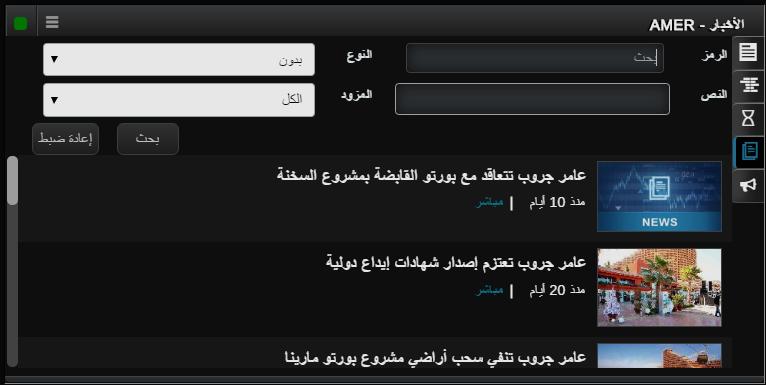 الأخبار - AMER
الرمز
بحث
النوع
بدون
النص
المزود
الكل
بحث
إعادة ضبط
عامر جروب تتعاقد مع بورتو القابضة بمشروع السخنة
منذ 10 أيام | مباشر
NEWS
عامر جروب تعتزم إصدار شهادات إيداع دولية
منذ 20 أيام | مباشر
عامر جروب تنفي سحب أراضي مشروع بورتو مارينا